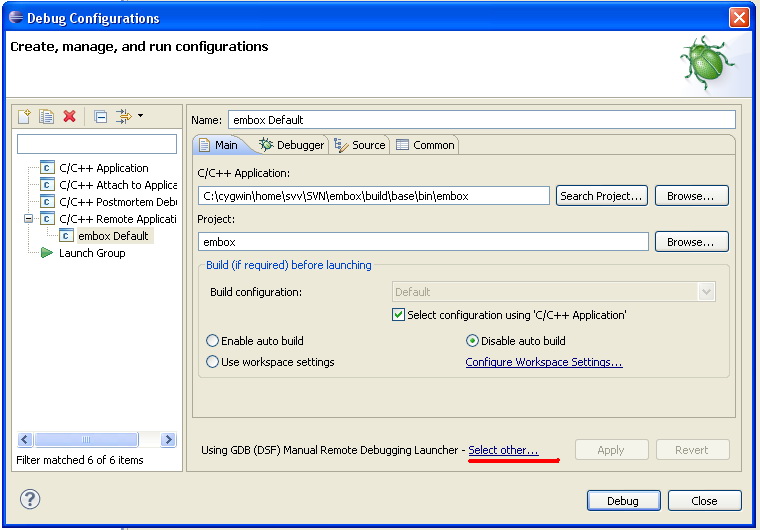 Debug Configurations
Create, manage, and run configurations
Name: embox Default
Main Debugger Source Common
C/C++ Application
C/C++ Attach to Applica
C/C++ Postmortem Debu
C/C++ Remote Applicati
embox Default
Launch Group
Filter matched 6 of 6 items
C/C++ Application:
C:\cygwin\home\svv\SVN\embox\build\base\bin\embox Search Project... Browse...
Project:
embox Browse...
Build (if required) before launching
Build configuration: Default
Select configuration using 'C/C++ Application'
Enable auto build Disable auto build
Use workspace settings Configure Workspace Settings...
Using GDB (DSF) Manual Remote Debugging Launcher - Select other... Apply Revert
Debug Close